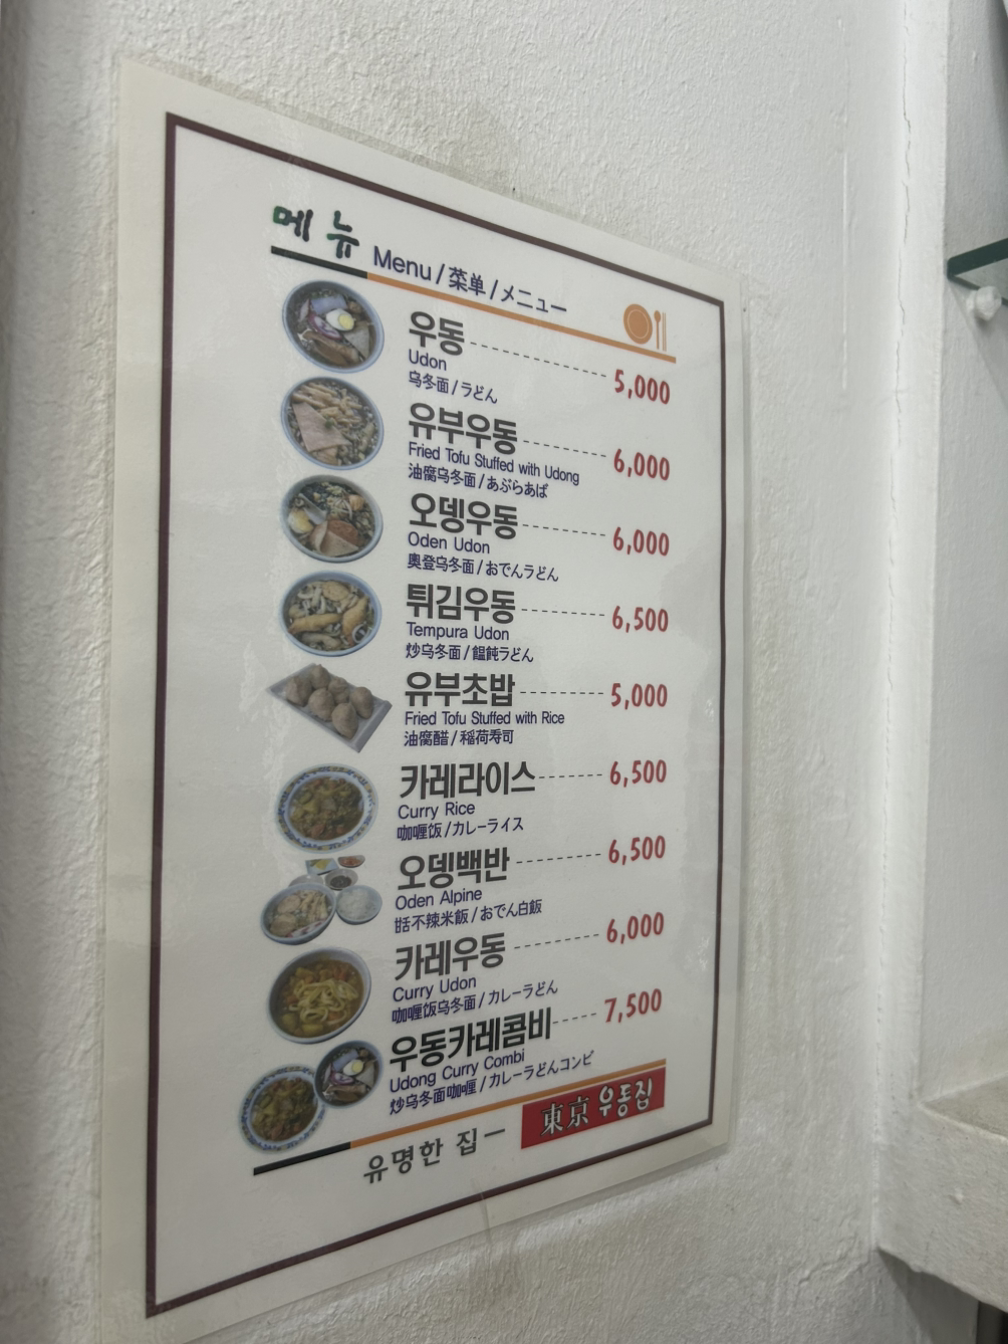 메뉴 Menu / 菜单 / メニュー
우동 5,000
Udon
乌冬面 / うどん
유부우동 6,000
Fried Tofu Stuffed with Udong
油腐乌冬面 / あぶらあば
오뎅우동 6,000
Oden Udon
奥登乌冬面 / おでんうどん
튀김우동 6,500
Tempura Udon
炒乌冬面 / 饂飩うどん
유부초밥 5,000
Fried Tofu Stuffed with Rice
油腐醋 / 稲荷寿司
카레라이스 6,500
Curry Rice
咖喱饭 / カレーライス
오뎅백반 6,500
Oden Alpine
甛不辣米飯 / おでん白飯
카레우동 6,000
Curry Udon
咖喱饭乌冬面 / カレーうどん
우동카레콤비 7,500
Udong Curry Combi
炒乌冬面咖喱 / カレーうどんコンビ
유명한 집 — 東京 우동집